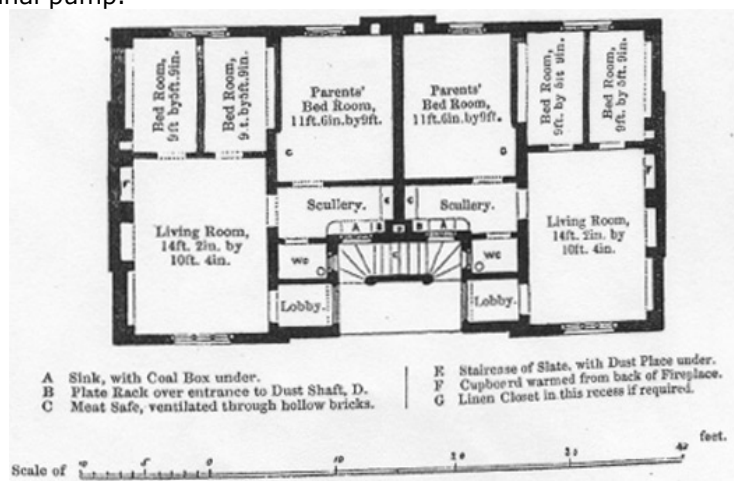 nal pump.
Bed Room,
9ft by 5ft.9in.
Bed Room,
9 t. by 5ft.9in.
Parents'
Bed Room,
11ft.6in.by 9ft.
Parents'
Bed Room,
11ft.6in.by 9ft.
Bed Room,
9ft. by 5ft 9in.
Bed Room,
9ft. by 5ft. 9in.
C
G
F
F
Living Room,
14ft. 2in. by
10ft. 4in.
Scullery.
C
C
Scullery.
Living Room,
14ft. 2in. by
10ft. 4in.
A B D B A
WC
WC
Lobby.
Lobby.
A Sink, with Coal Box under.
B Plate Rack over entrance to Dust Shaft, D.
C Meat Safe, ventilated through hollow bricks.
E Staircase of Slate, with Dust Place under.
F Cupboard warmed from back of Fireplace.
G Linen Closet in this recess if required.
Scale of 10 5 0 10 20 30 40 feet.